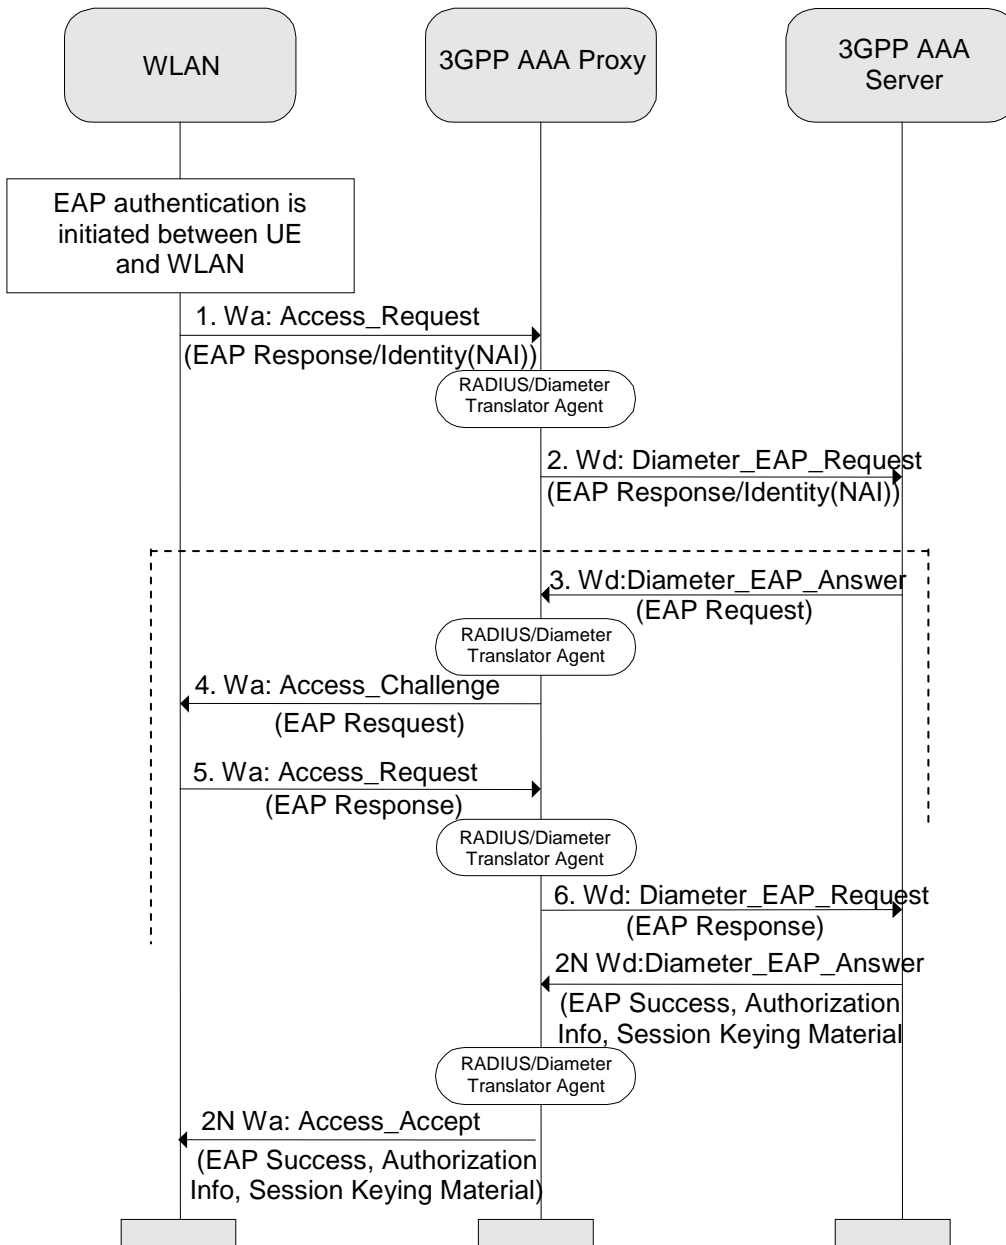 WLAN
3GPP AAA Proxy
3GPP AAA
Server
EAP authentication is
initiated between UE
and WLAN
1. Wa: Access_Request
(EAP Response/Identity(NAI))
RADIUS/Diameter
Translator Agent
2. Wd: Diameter_EAP_Request
(EAP Response/Identity(NAI))
3. Wd:Diameter_EAP_Answer
(EAP Request)
RADIUS/Diameter
Translator Agent
4. Wa: Access_Challenge
(EAP Resquest)
5. Wa: Access_Request
(EAP Response)
RADIUS/Diameter
Translator Agent
6. Wd: Diameter_EAP_Request
(EAP Response)
2N Wd:Diameter_EAP_Answer
(EAP Success, Authorization
Info, Session Keying Material
RADIUS/Diameter
Translator Agent
2N Wa: Access_Accept
(EAP Success, Authorization
Info, Session Keying Material)